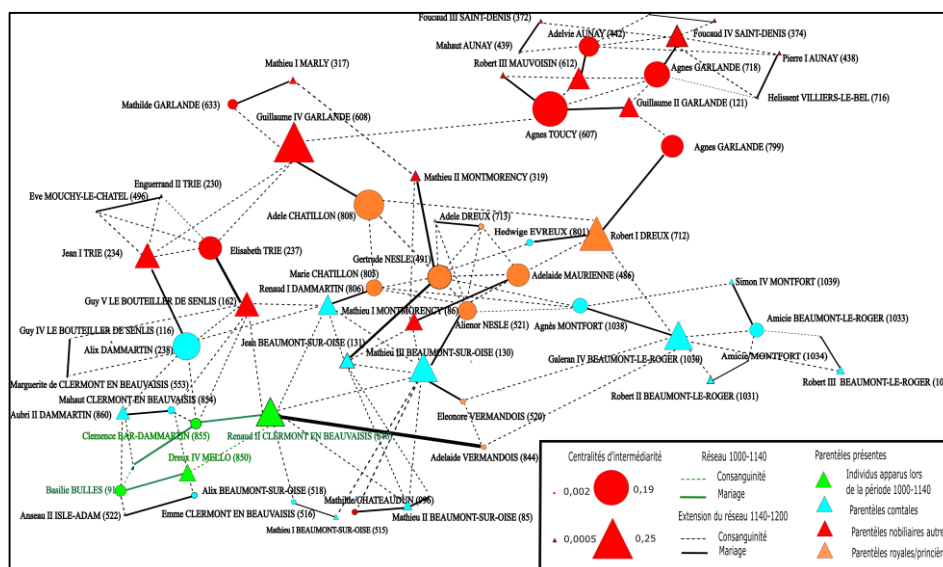 Foucaud III SAINT-DENIS (372)
Adelvie AUNAY (442)
Foucaud IV SAINT-DENIS (374)
Mahaut AUNAY (439)
Pierre I AUNAY (438)
Robert III MAUVOISIN (612)
Agnes GARLANDE (718)
Mathieu I MARLY (317)
Mathilde GARLANDE (633)
Guillaume II GARLANDE (121)
Helissent VILLIERS-LE-BEL (716)
Guillaume IV GARLANDE (608)
Agnes TOUCY (607)
Agnes GARLANDE (799)
Enguerrand II TRIE (230)
Mathieu II MONTMORENCY (319)
Eve MOUCHY-LE-CHATEL (496)
Adele CHATILLON (808)
Adele DREUX (713)
Hedwige EVREUX (801)
Robert I DREUX (712)
Jean I TRIE (234)
Elisabeth TRIE (237)
Gertrude NESLE (491)
Marie CHATILLON (803)
Adelaide MAURIENNE (486)
Renaud I DAMMARTIN (806)
Simon IV MONTFORT (1039)
Guy V LE BOUTEILLER DE SENLIS (162)
Mathieu I MONTMORENCY (86)
Amicie BEAUMONT-LE-ROGER (1033)
Guy IV LE BOUTEILLER DE SENLIS (116)
Alienor NESLE (521)
Agnès MONTFORT (1038)
Jean BEAUMONT-SUR-OISE (131)
Alix DAMMARTIN (238)
Mathieu III BEAUMONT-SUR-OISE (130)
Galeran IV BEAUMONT-LE-ROGER (1030)
Amicie MONTFORT (1034)
Marguerite de CLERMONT EN BEAUVAISIS (553)
Robert III BEAUMONT-LE-ROGER (10
Mahaut CLERMONT EN BEAUVAISIS (854)
Robert II BEAUMONT-LE-ROGER (1031)
Aubri II DAMMARTIN (860)
Eleonore VERMANDOIS (520)
Clemence BAR-DAMMARTIN (855)
Renaud II CLERMONT EN BEAUVAISIS
Adelaide VERMANDOIS (844)
Dreux IV MELLO (850)
Basilie BULLES (91
Alix BEAUMONT-SUR-OISE (518)
Mathilde CHATEAUDUN
Anseau II ISLE-ADAM (522)
Emme CLERMONT EN BEAUVAISIS (516)
Mathieu II BEAUMONT-SUR-OISE (85)
Mathieu I BEAUMONT-SUR-OISE (515)
Centralités d'intermédiarité
0,002
0,19
0,0005
0,25
Réseau 1000-1140
Consanguinité
Mariage
Extension du réseau 1140-1200
Consanguinité
Mariage
Parentèles présentes
Individus apparus lors
de la période 1000-1140
Parentèles comtales
Parentèles nobiliaires autre
Parentèles royales/princière